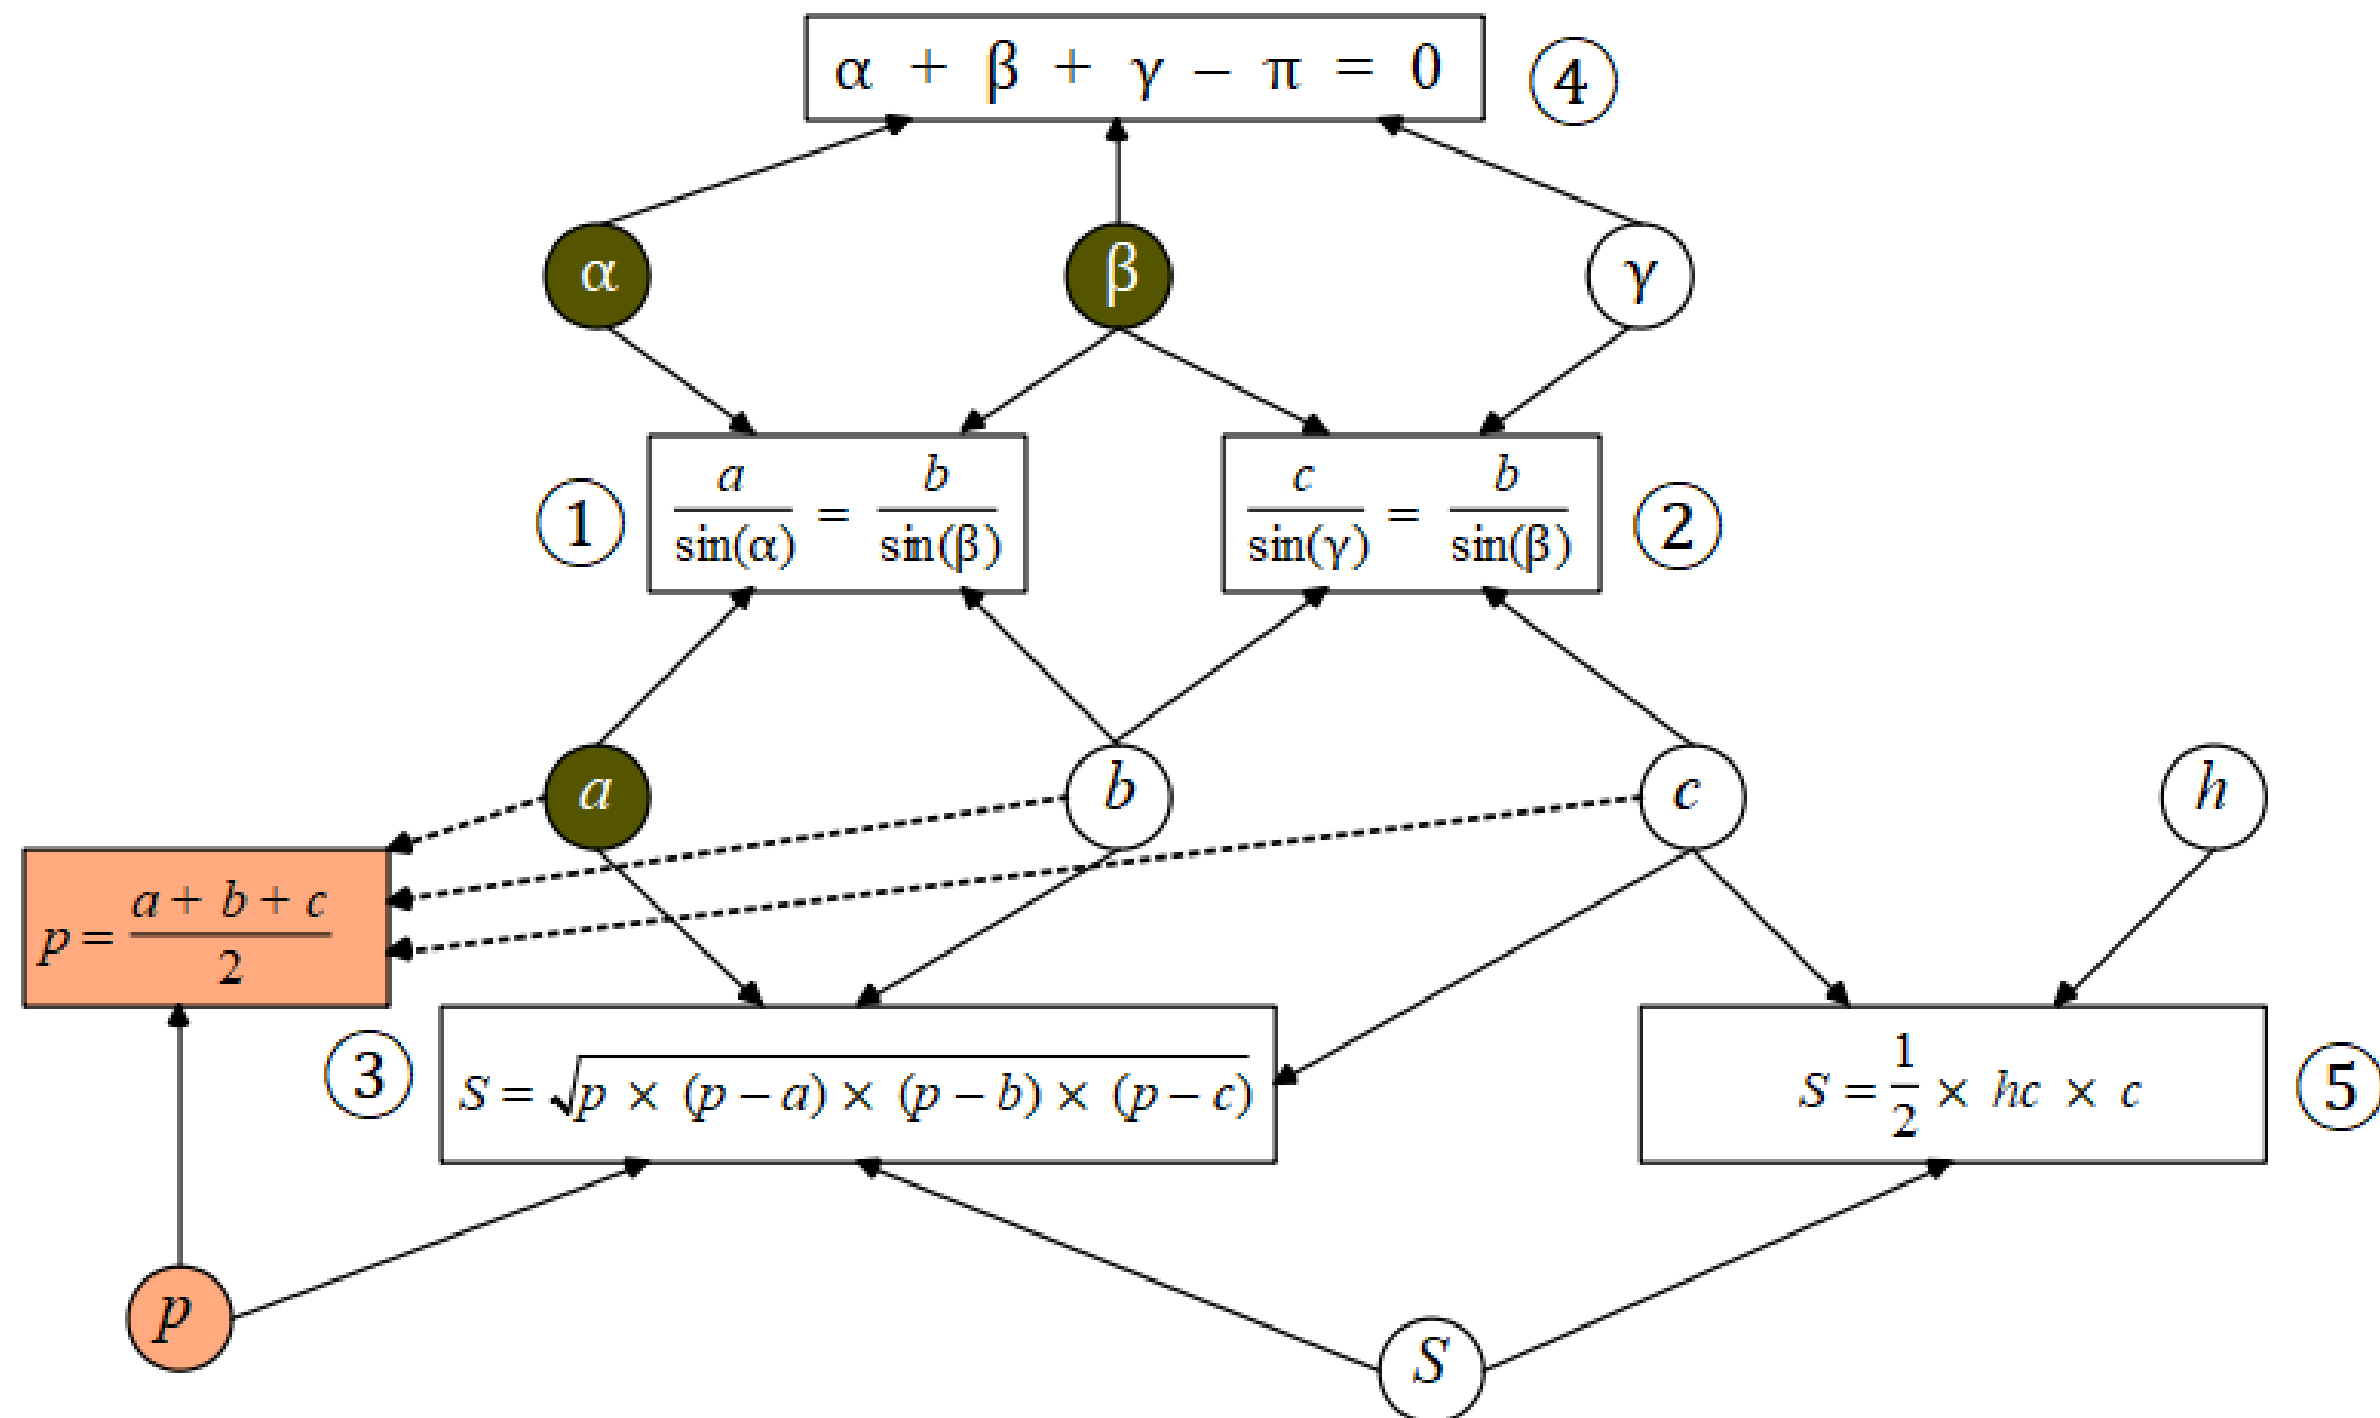 α + β + γ − π = 0 ④
α β γ
① a/sin(α) = b/sin(β) c/sin(γ) = b/sin(β) ②
a b c h
p = (a + b + c)/2
③ S = √(p × (p − a) × (p − b) × (p − c)) S = 1/2 × hc × c ⑤
p
S